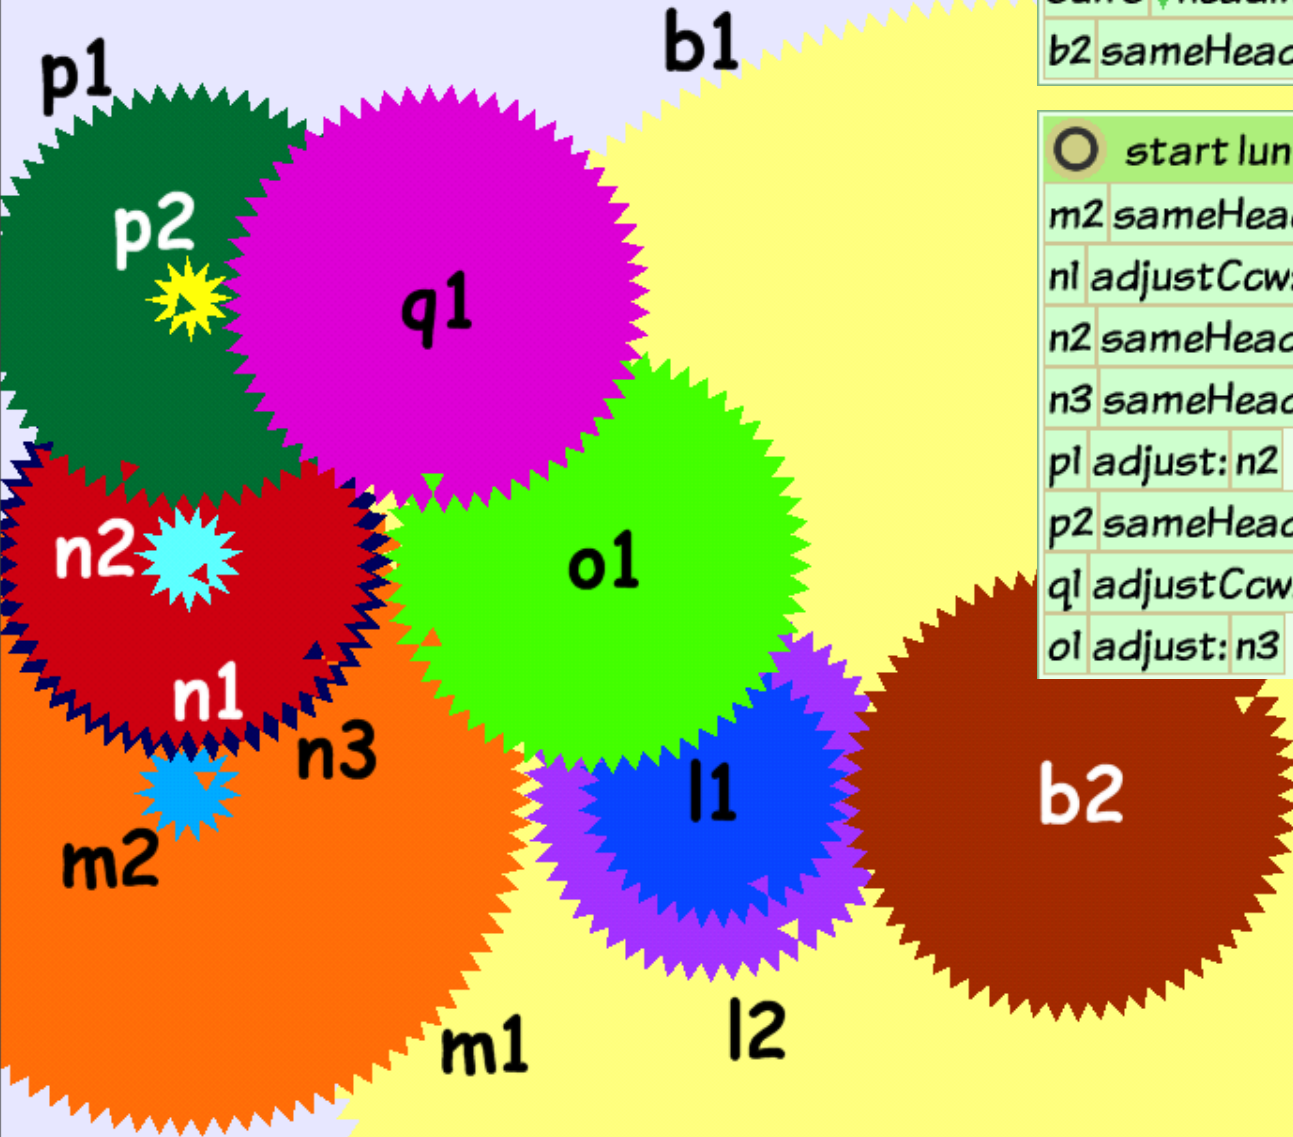 p1
b1
b2 sameHead
start lun
p2
m2 sameHea
q1
n1 adjustCcw:
n2 sameHead
n3 sameHead
p1 adjust: n2
n2
o1
p2 sameHead
q1 adjustCcw
o1 adjust: n3
n1
n3
l1
b2
m2
m1
l2